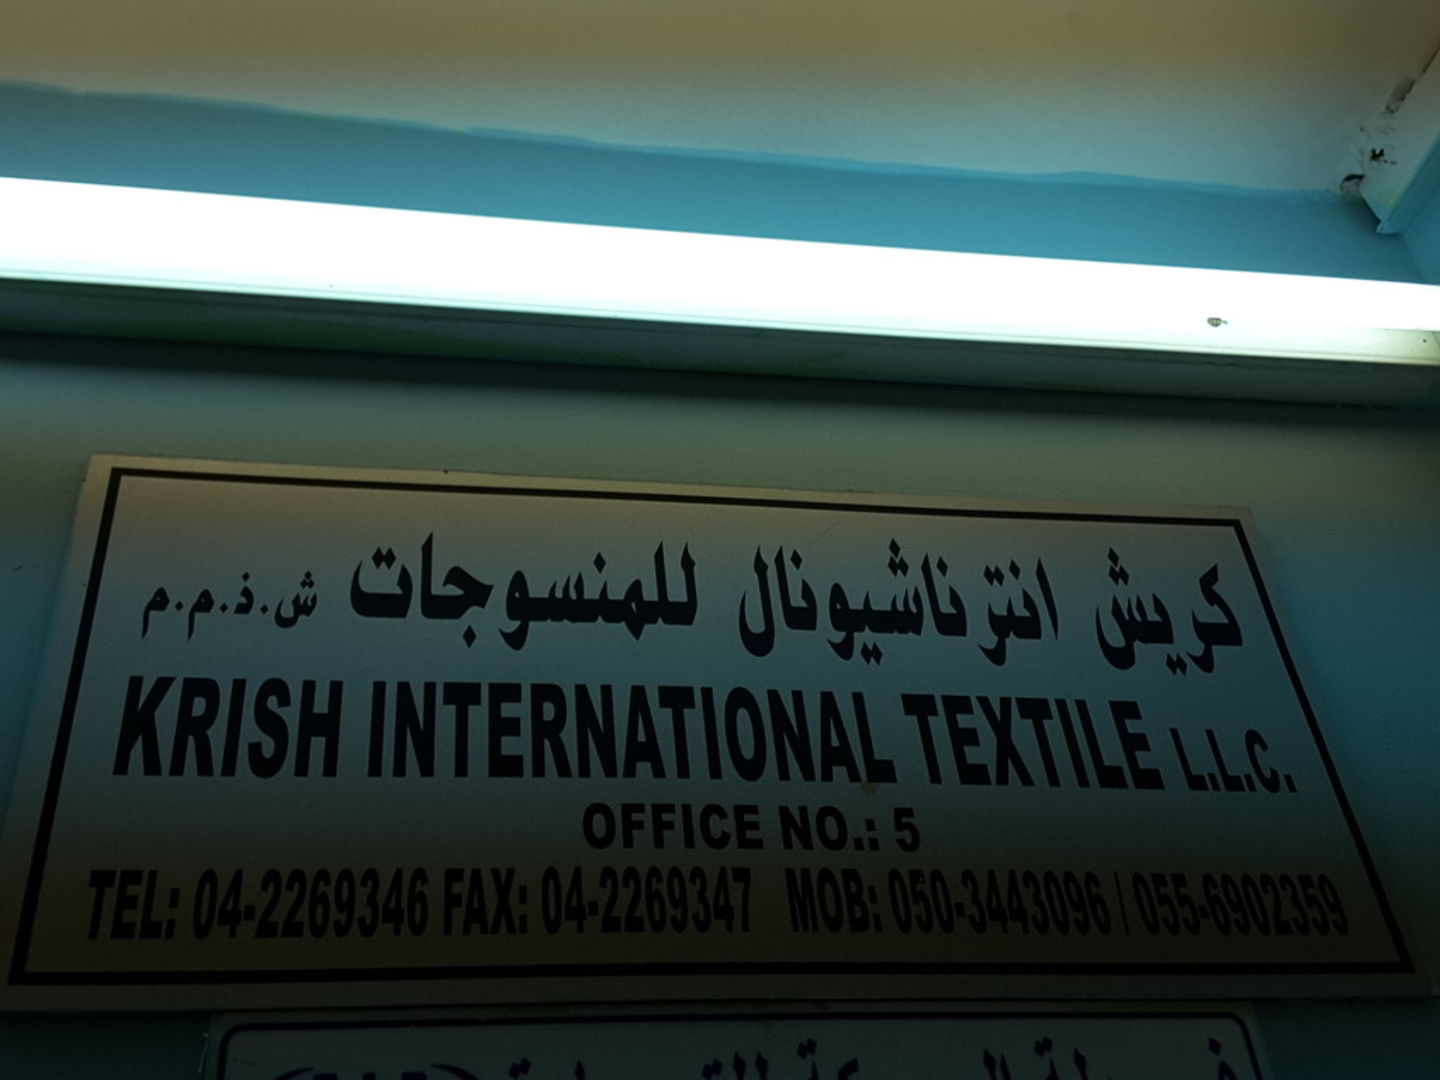 كريش انترناشيونال للمنسوجات ش.ذ.م.م
KRISH INTERNATIONAL TEXTILE L.L.C.
OFFICE NO.: 5
TEL: 04-2269346 FAX: 04-2269347 MOB: 050-3443096 / 055-6902359